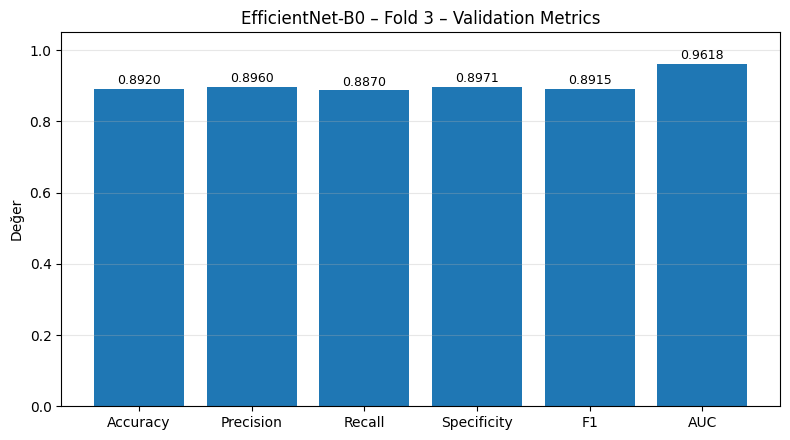 EfficientNet-B0 – Fold 3 – Validation Metrics
Değer
1.0
0.8
0.6
0.4
0.2
0.0
0.8920
0.8960
0.8870
0.8971
0.8915
0.9618
Accuracy
Precision
Recall
Specificity
F1
AUC